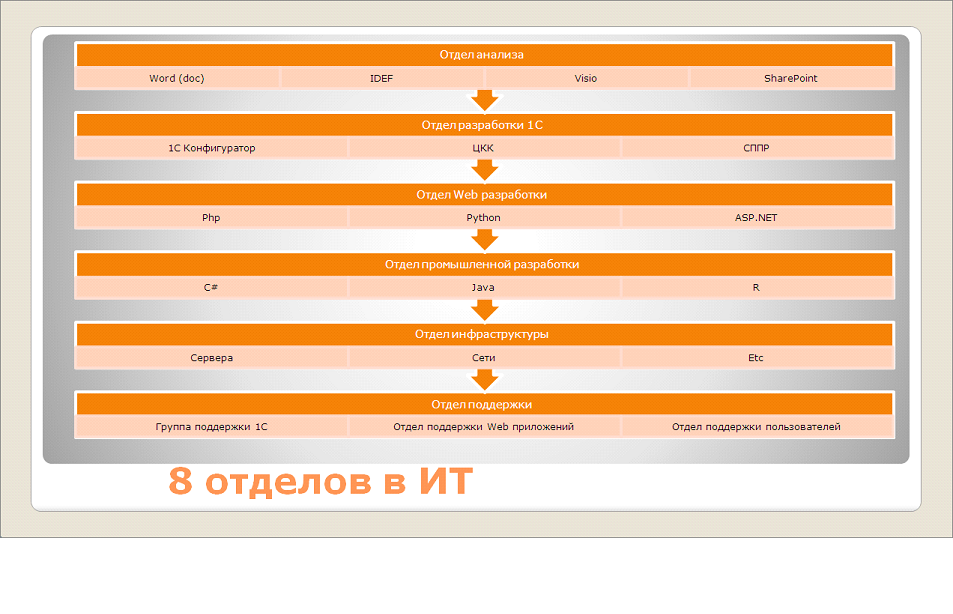 Отдел анализа
Word (doc) IDEF Visio SharePoint
Отдел разработки 1С
1С Конфигуратор ЦКК СППР
Отдел Web разработки
Php Python ASP.NET
Отдел промышленной разработки
C# Java R
Отдел инфраструктуры
Сервера Сети Etc
Отдел поддержки
Группа поддержки 1С Отдел поддержки Web приложений Отдел поддержки пользователей
8 отделов в ИТ